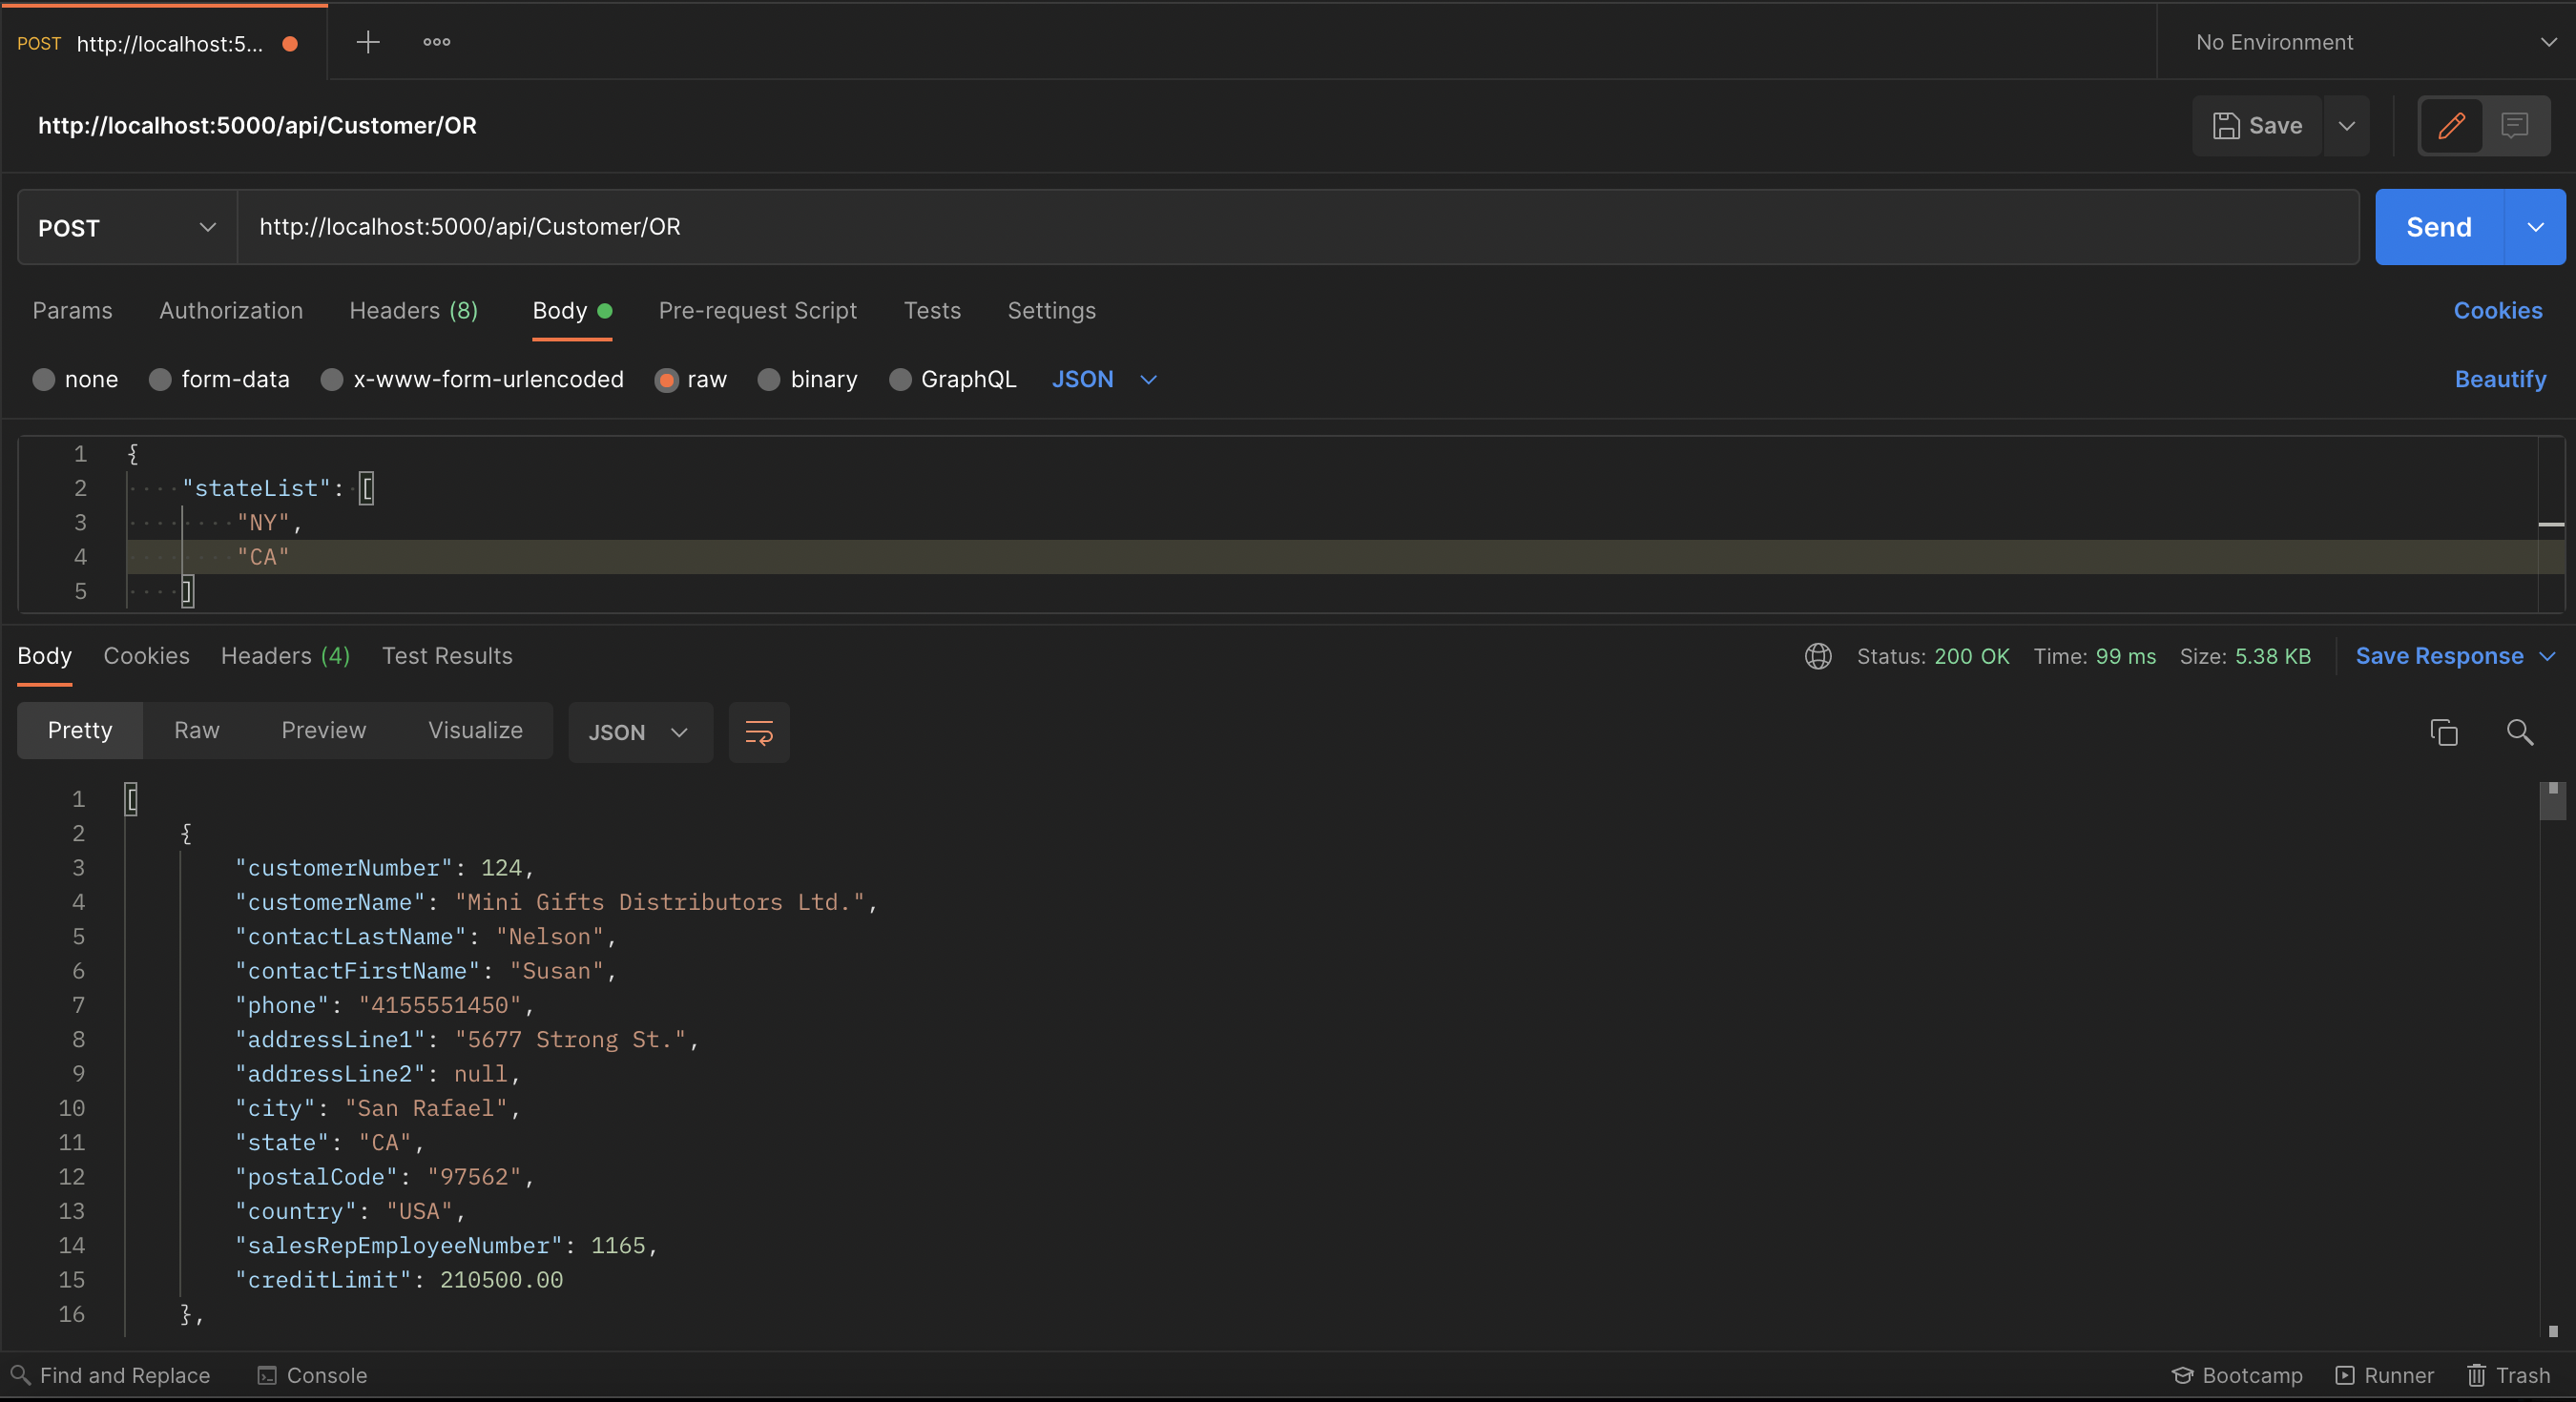 POST http://localhost:5...
No Environment
http://localhost:5000/api/Customer/OR
Save
POST
http://localhost:5000/api/Customer/OR
Send
Params Authorization Headers (8) Body Pre-request Script Tests Settings
Cookies
none form-data x-www-form-urlencoded raw binary GraphQL JSON
Beautify
1 {
2 "stateList": [
3 "NY",
4 "CA"
5 ]
Body Cookies Headers (4) Test Results
Status: 200 OK Time: 99 ms Size: 5.38 KB Save Response
Pretty Raw Preview Visualize JSON
1 [
2 {
3 "customerNumber": 124,
4 "customerName": "Mini Gifts Distributors Ltd.",
5 "contactLastName": "Nelson",
6 "contactFirstName": "Susan",
7 "phone": "4155551450",
8 "addressLine1": "5677 Strong St.",
9 "addressLine2": null,
10 "city": "San Rafael",
11 "state": "CA",
12 "postalCode": "97562",
13 "country": "USA",
14 "salesRepEmployeeNumber": 1165,
15 "creditLimit": 210500.00
16 },
Find and Replace Console
Bootcamp Runner Trash